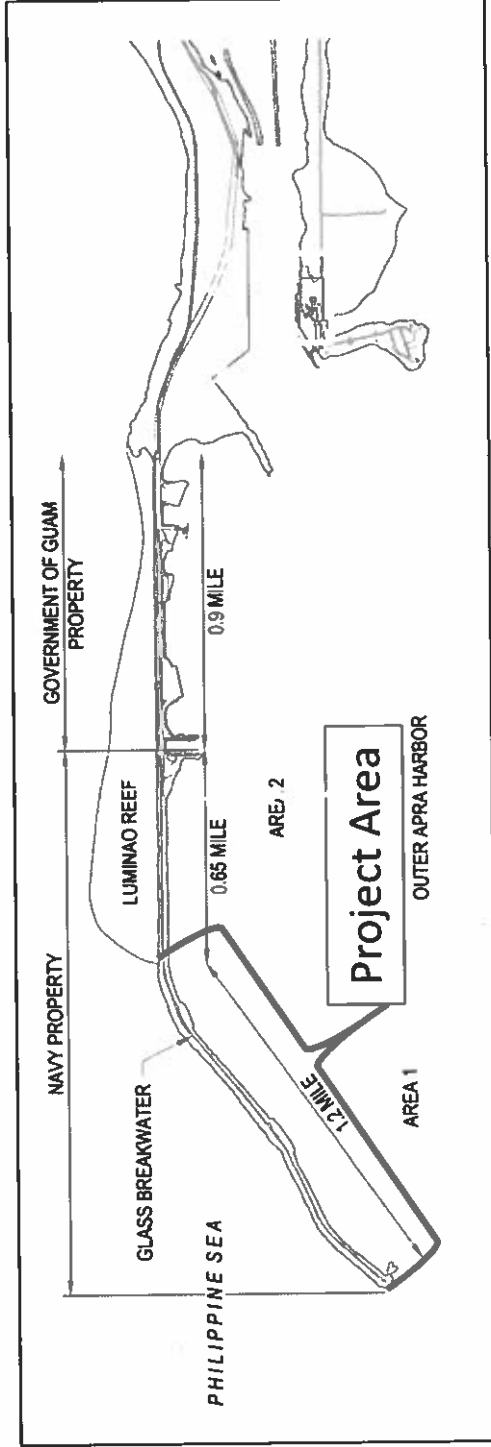 GOVERNMENT OF GUAM
PROPERTY
NAVY PROPERTY
LUMINAO REEF
GLASS BREAKWATER
0.9 MILE
0.65 MILE
PHILIPPINE SEA
AREA 2
1.2 MILE
Project Area
AREA 1
OUTER APRA HARBOR